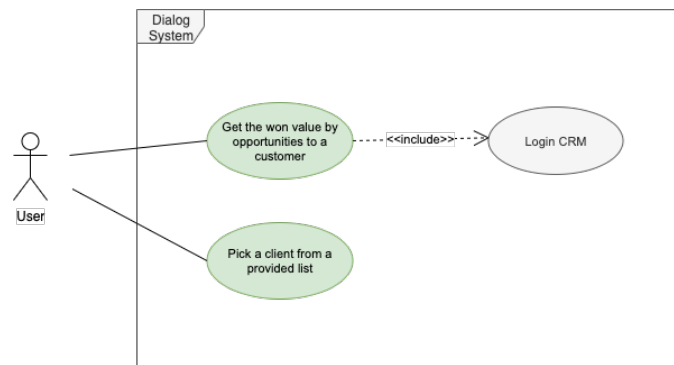 Dialog
System
Get the won value by
opportunities to a
customer
<<include>>
Login CRM
User
Pick a client from a
provided list